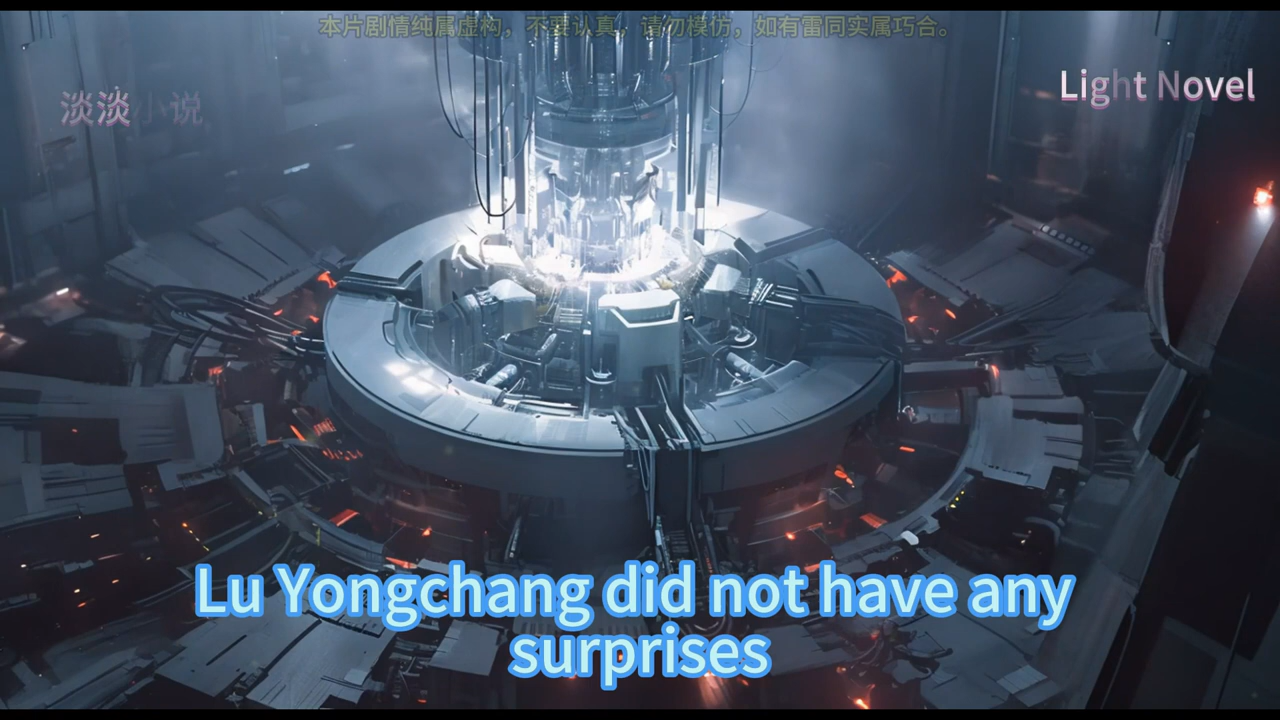 本片剧情纯属虚构，不要认真，请勿模仿，如有雷同实属巧合。
淡淡小说
Light Novel
Lu Yongchang did not have any
surprises